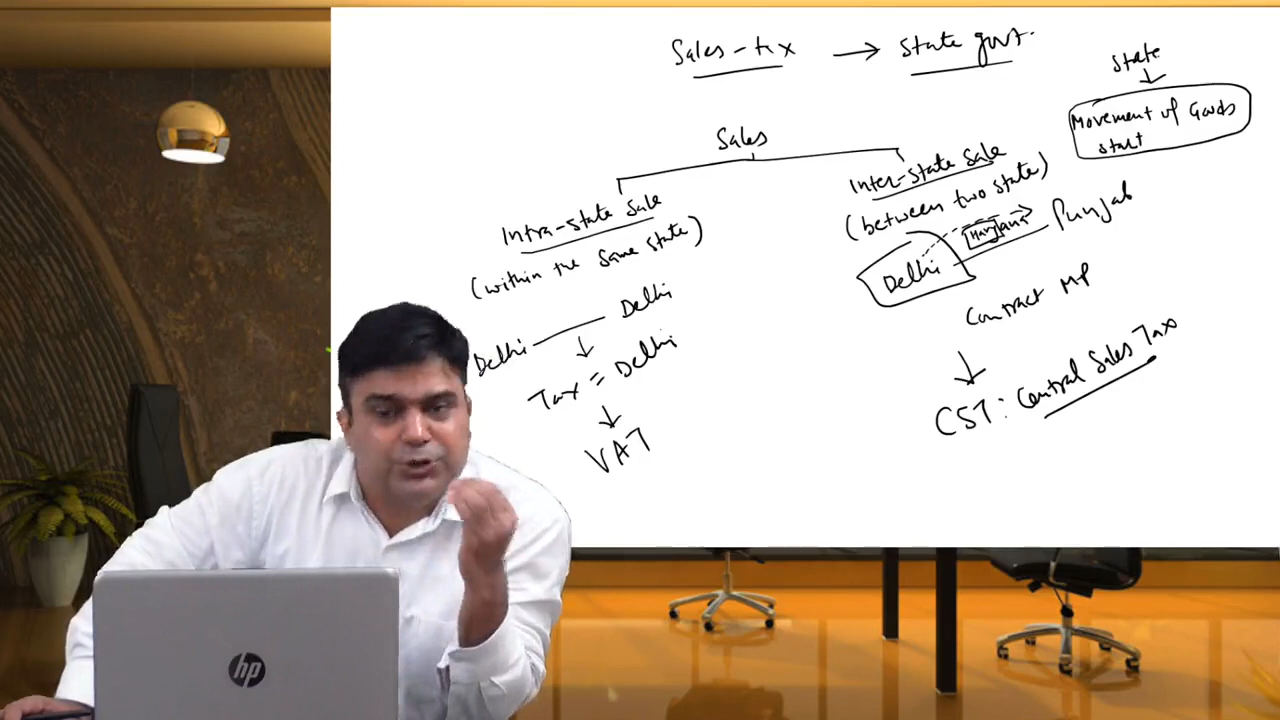 Sales-tax → State govt.
State
↓
Movement of Goods
start
Sales
Intra-state Sale
(within the same state)
Delhi — Delhi
↓
Tax = Delhi
↓
VAT
Inter-state Sale
(between two state)
Delhi — Punjab
Contract MP
↓
CST: Central Sales Tax
hp